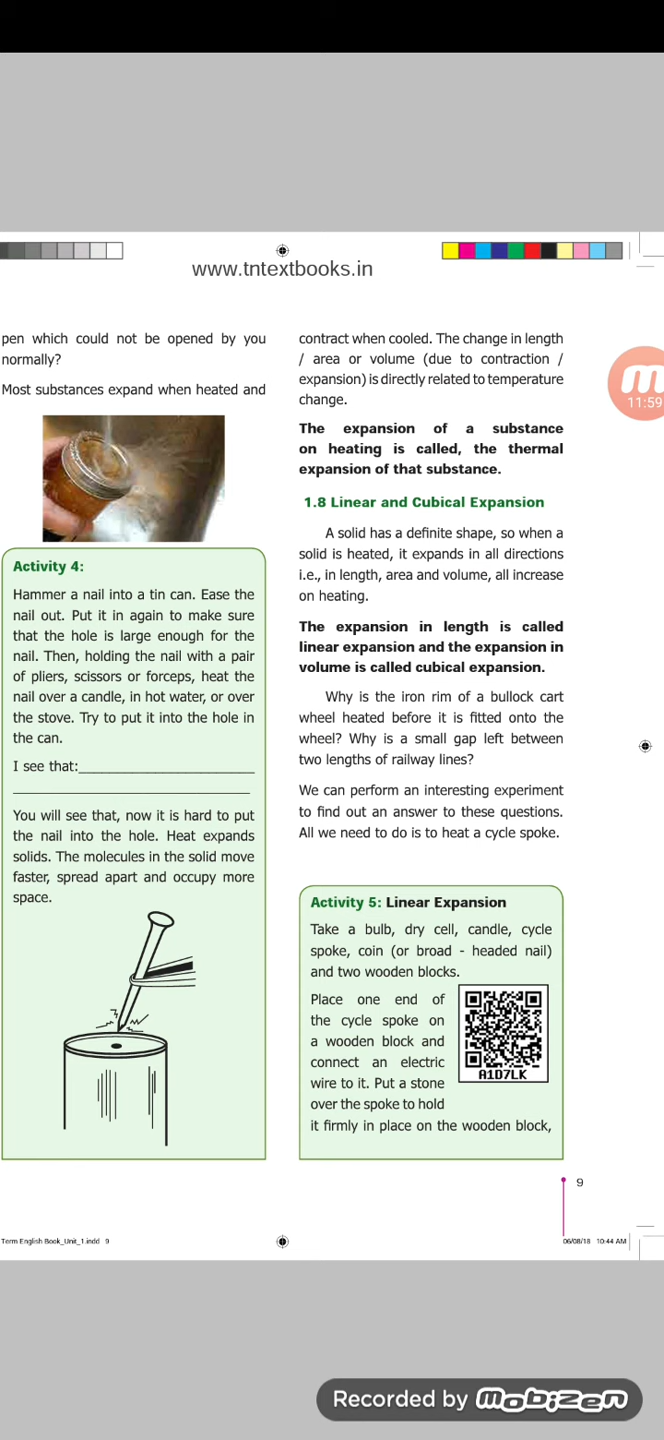 www.tntextbooks.in
pen which could not be opened by you
normally?
Most substances expand when heated and
Activity 4:
Hammer a nail into a tin can. Ease the
nail out. Put it in again to make sure
that the hole is large enough for the
nail. Then, holding the nail with a pair
of pliers, scissors or forceps, heat the
nail over a candle, in hot water, or over
the stove. Try to put it into the hole in
the can.
I see that:
You will see that, now it is hard to put
the nail into the hole. Heat expands
solids. The molecules in the solid move
faster, spread apart and occupy more
space.
contract when cooled. The change in length
/ area or volume (due to contraction /
expansion) is directly related to temperature
change.
The expansion of a substance
on heating is called, the thermal
expansion of that substance.
1.8 Linear and Cubical Expansion
A solid has a definite shape, so when a
solid is heated, it expands in all directions
i.e., in length, area and volume, all increase
on heating.
The expansion in length is called
linear expansion and the expansion in
volume is called cubical expansion.
Why is the iron rim of a bullock cart
wheel heated before it is fitted onto the
wheel? Why is a small gap left between
two lengths of railway lines?
We can perform an interesting experiment
to find out an answer to these questions.
All we need to do is to heat a cycle spoke.
Activity 5: Linear Expansion
Take a bulb, dry cell, candle, cycle
spoke, coin (or broad - headed nail)
and two wooden blocks.
Place one end of
the cycle spoke on
a wooden block and
connect an electric
wire to it. Put a stone
over the spoke to hold
it firmly in place on the wooden block,
A1D7LK
11:59
9
Term English Book_Unit_1.indd 9
06/08/18 10:44 AM
Recorded by mobizen